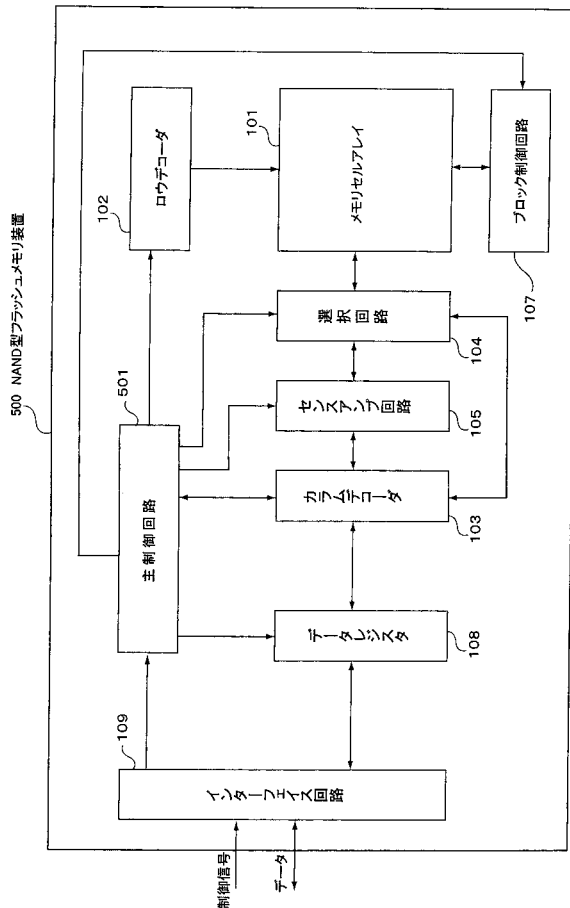 500 NAND型フラッシュメモリ装置
501
主制御回路
102
ロウデコーダ
101
メモリセルアレイ
ブロック制御回路
107
選択回路
104
センスアンプ回路
105
カラムデコーダ
103
データレジスタ
108
109
インターフェイス回路
制御信号
データ